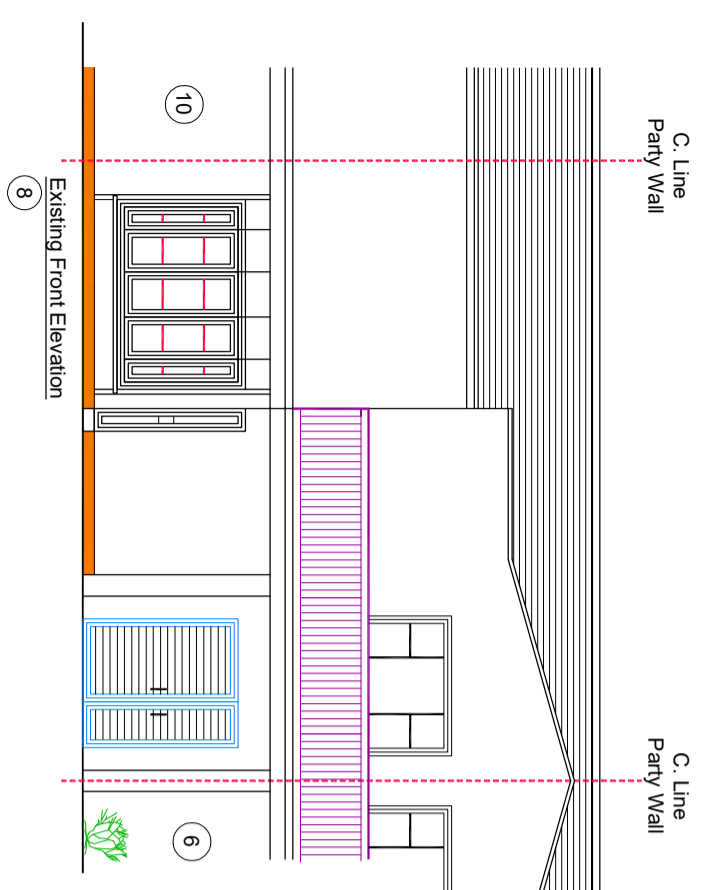 C. Line
Party Wall
C. Line
Party Wall
10
6
Existing Front Elevation
8